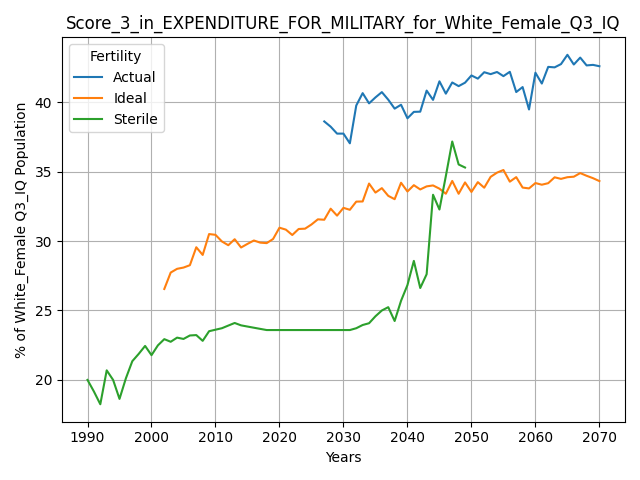 Score_3_in_EXPENDITURE_FOR_MILITARY_for_White_Female_Q3_IQ
Fertility
Actual
Ideal
Sterile
% of White_Female Q3_IQ Population
40
35
30
25
20
1990 2000 2010 2020 2030 2040 2050 2060 2070
Years